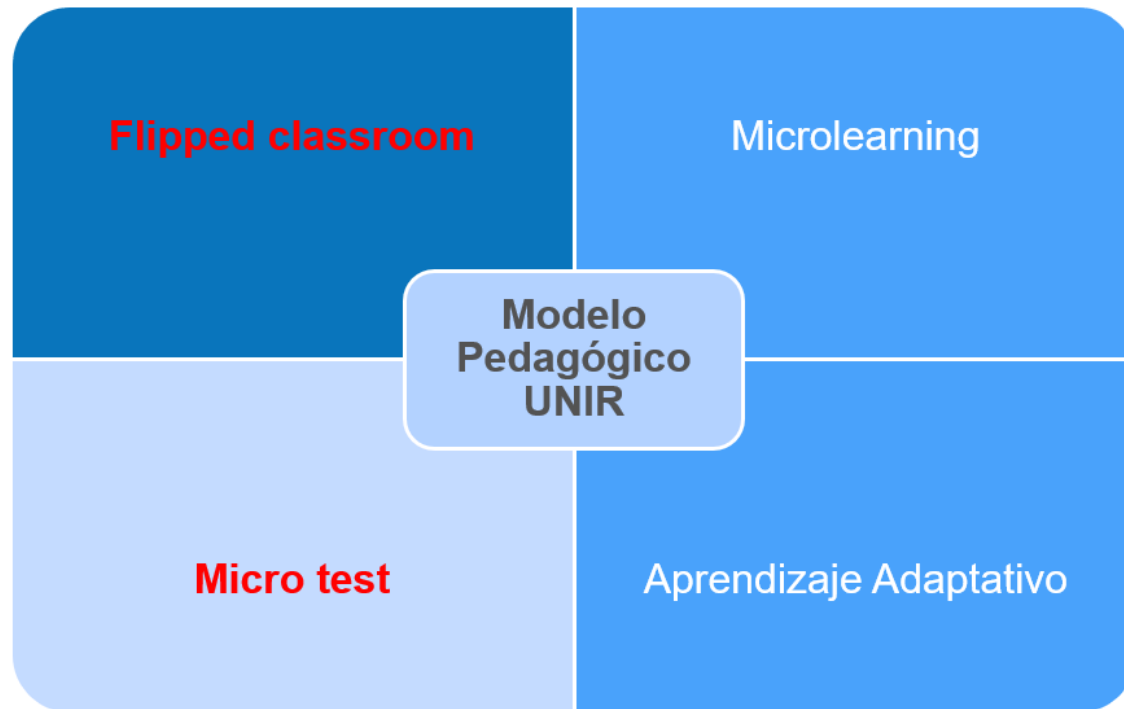 Flipped classroom
Microlearning
Modelo
Pedagógico
UNIR
Micro test
Aprendizaje Adaptativo